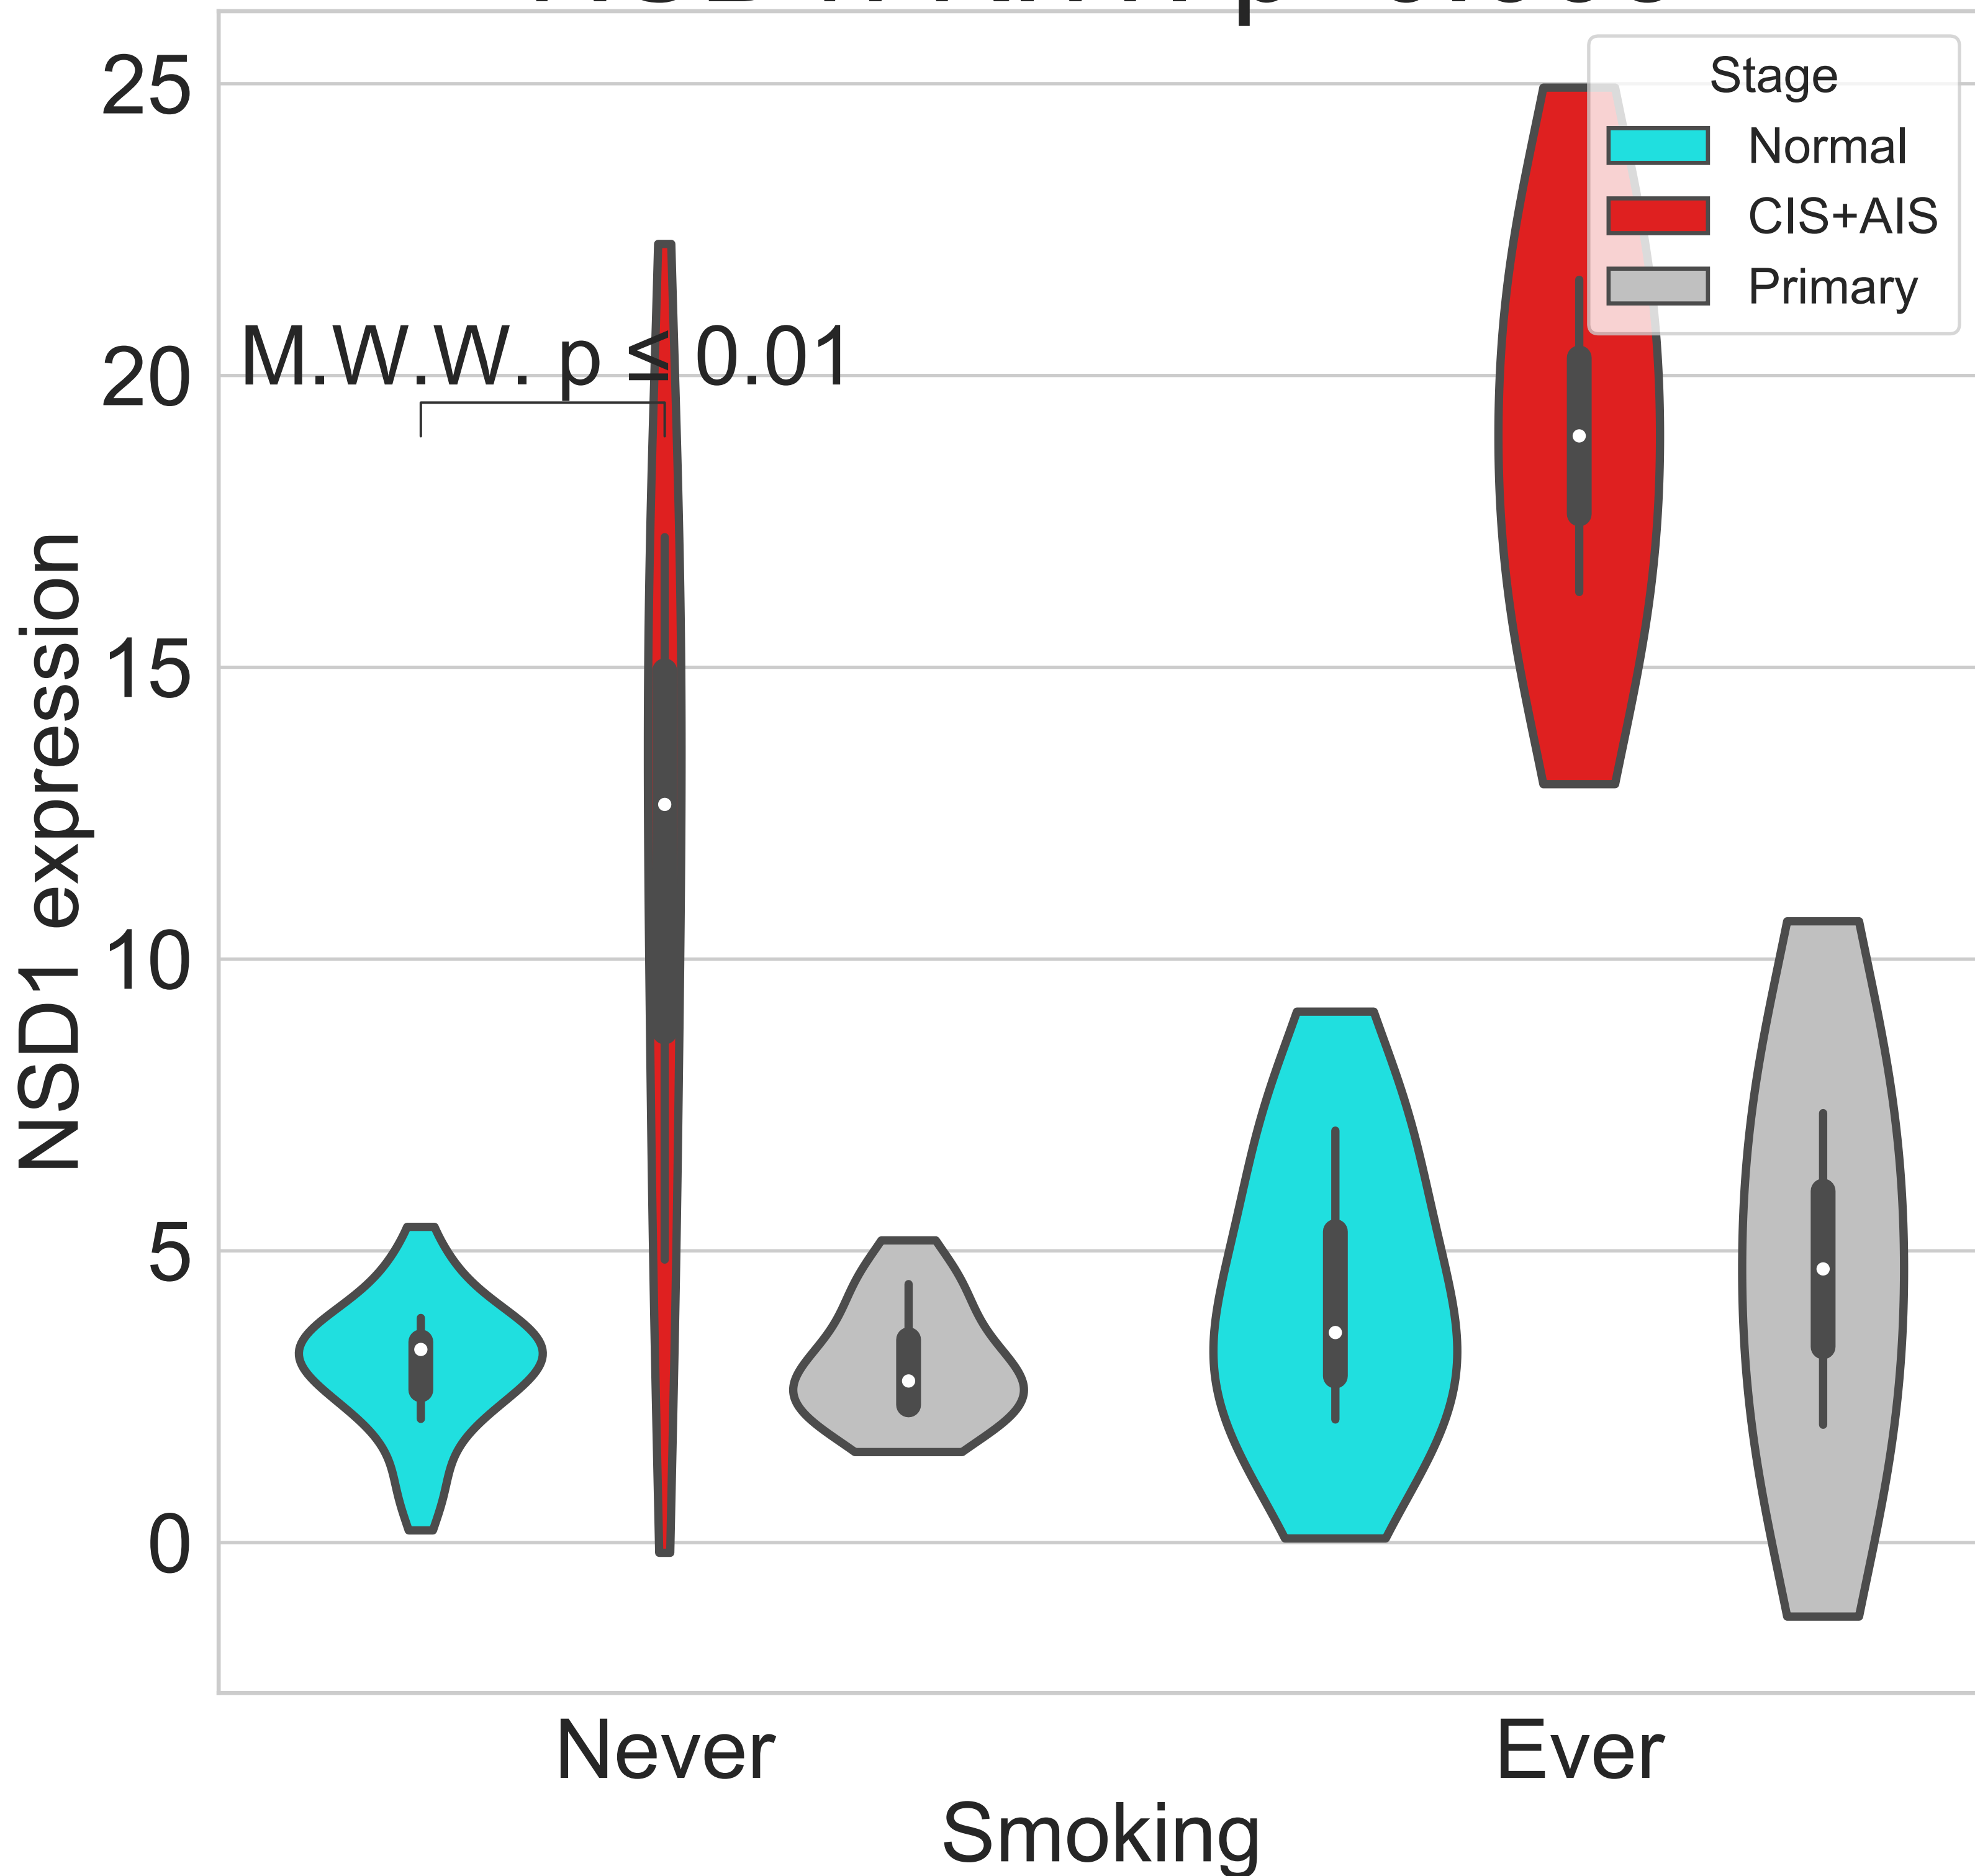 25
20
15
10
5
0
NSD1 expression
M.W.W. p ≤ 0.01
Stage
Normal
CIS+AIS
Primary
Never
Ever
Smoking